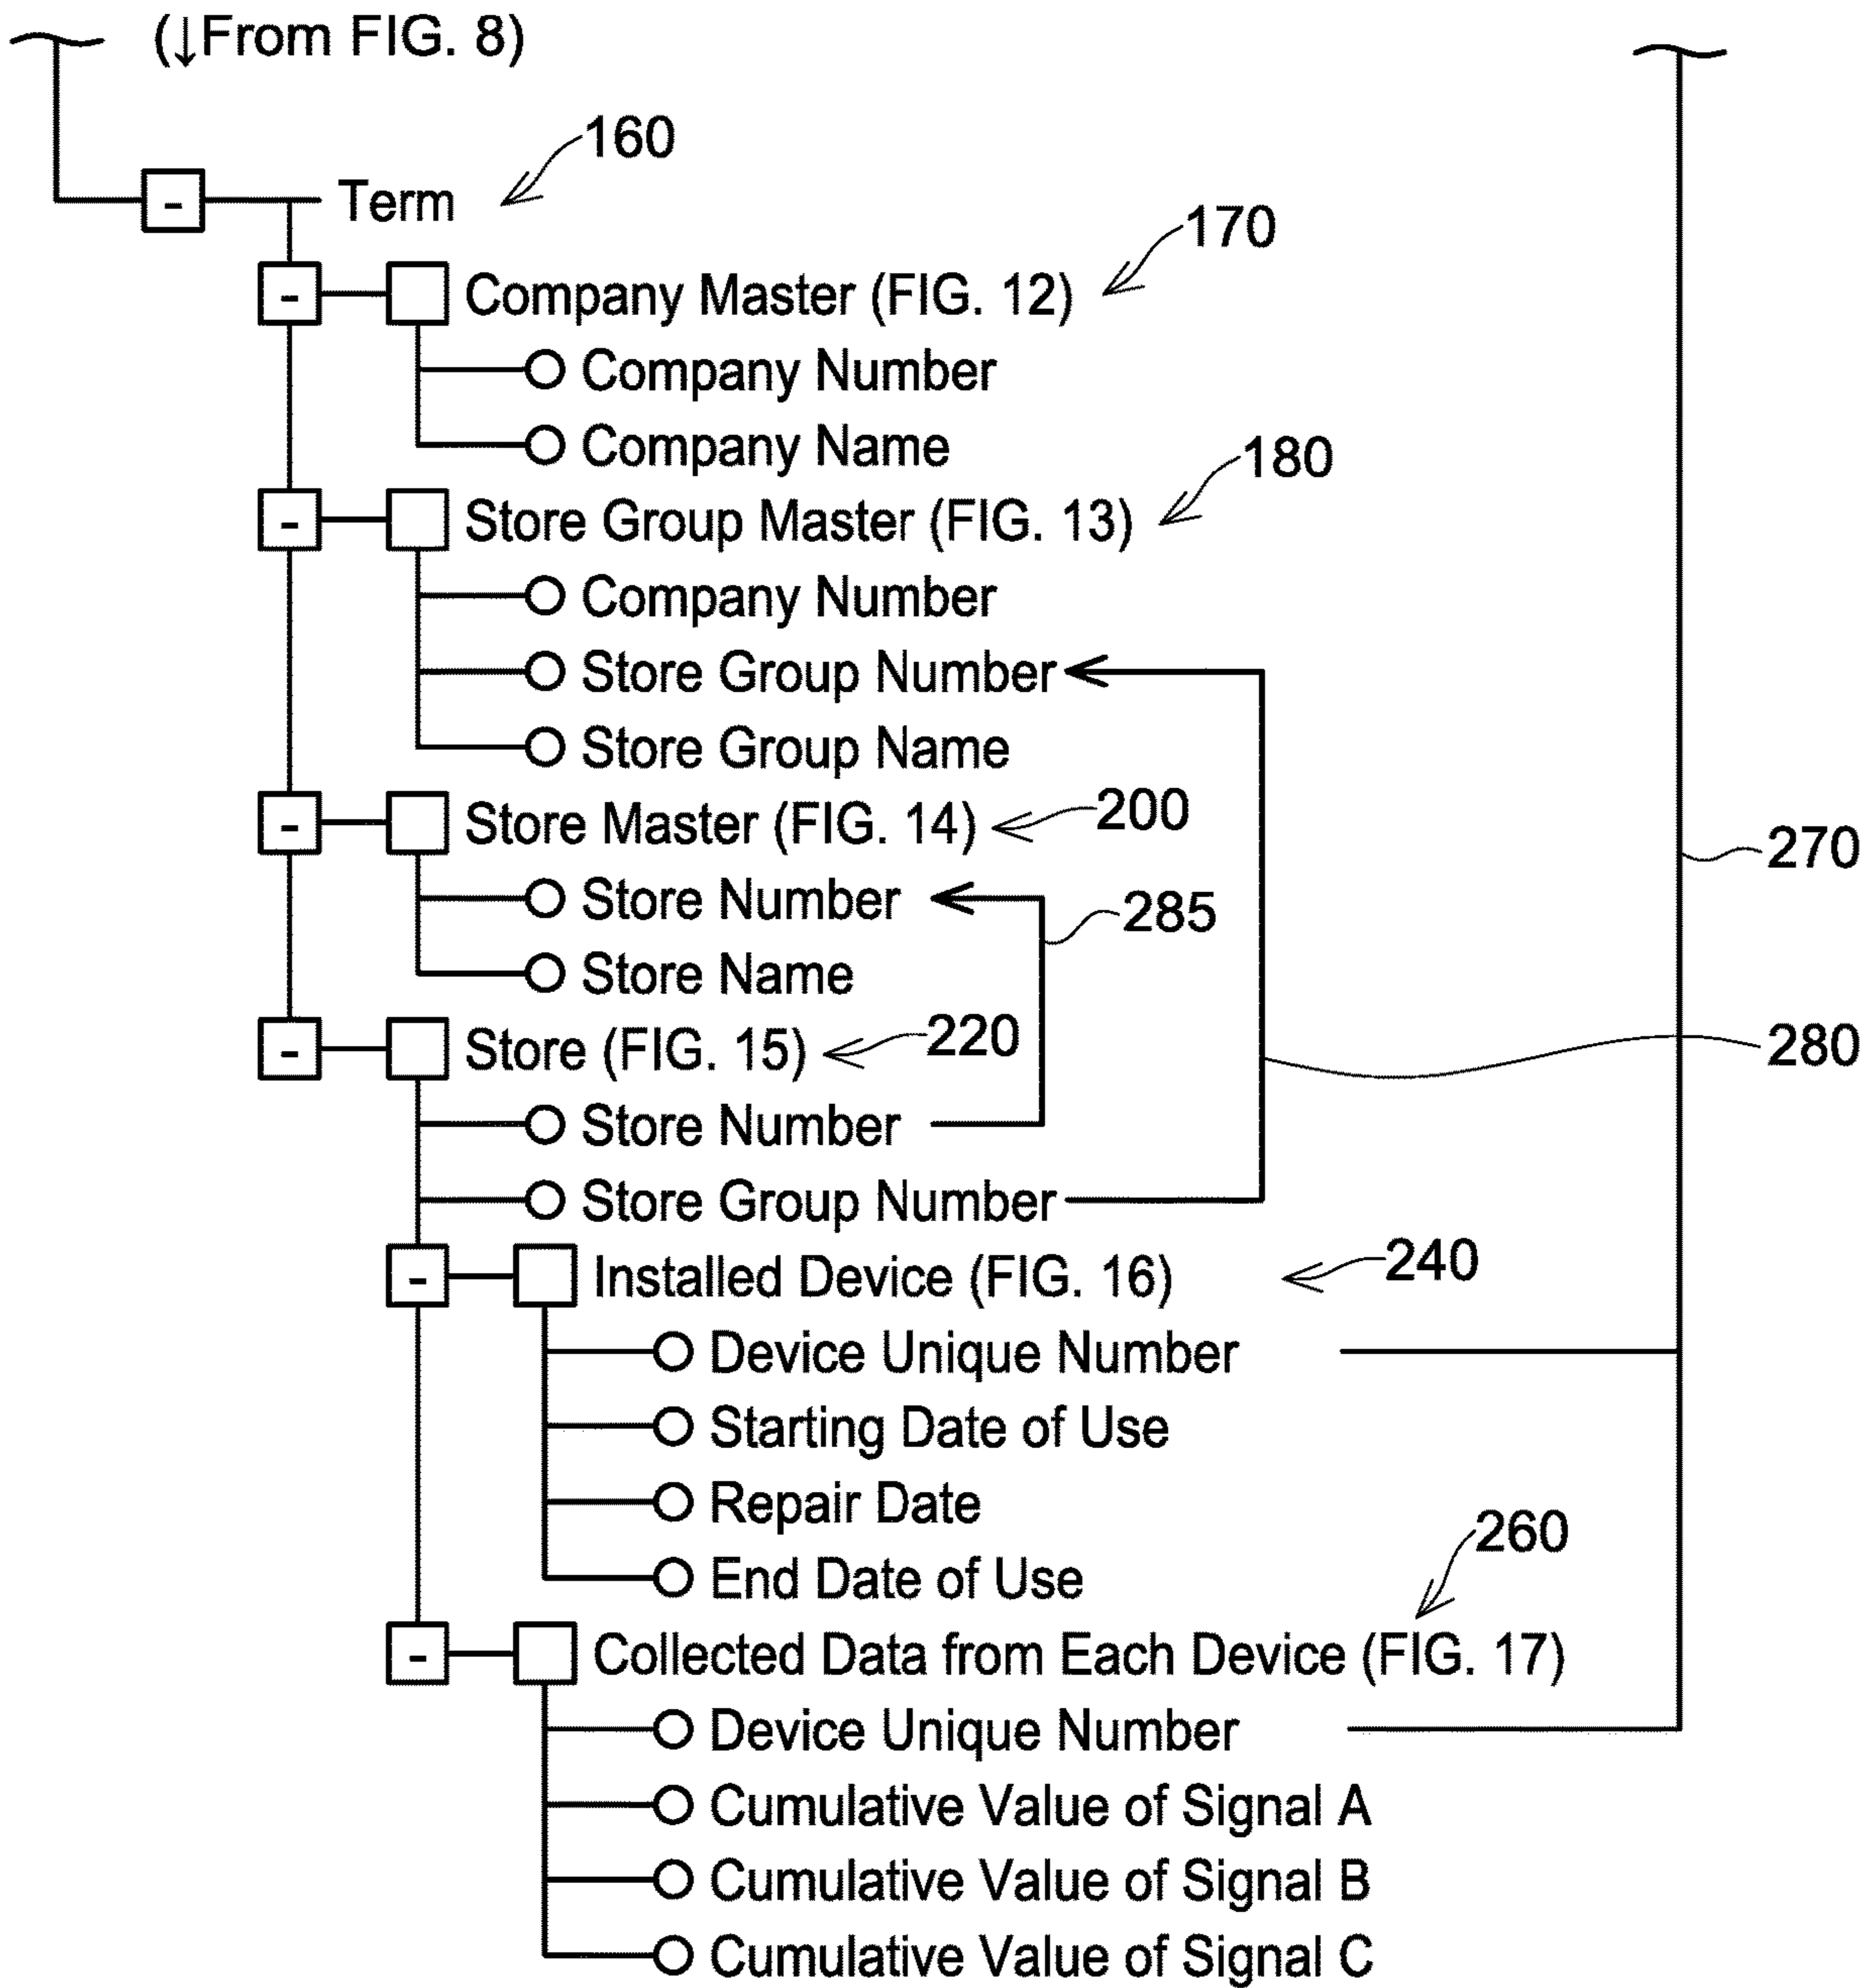 (↓From FIG. 8)
160
- Term
170
- Company Master (FIG. 12)
Company Number
Company Name
180
- Store Group Master (FIG. 13)
Company Number
Store Group Number
Store Group Name
- Store Master (FIG. 14) 200
270
Store Number
285
Store Name
- Store (FIG. 15) 220
280
Store Number
Store Group Number
- Installed Device (FIG. 16) 240
Device Unique Number
Starting Date of Use
Repair Date
260
End Date of Use
- Collected Data from Each Device (FIG. 17)
Device Unique Number
Cumulative Value of Signal A
Cumulative Value of Signal B
Cumulative Value of Signal C